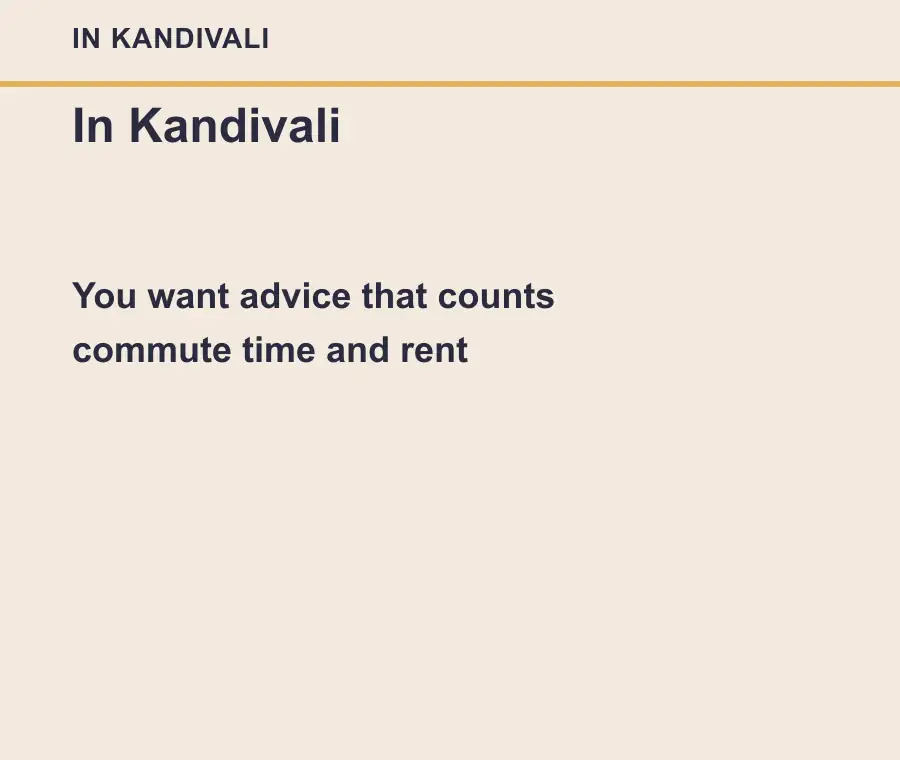 IN KANDIVALI
In Kandivali
You want advice that counts
commute time and rent